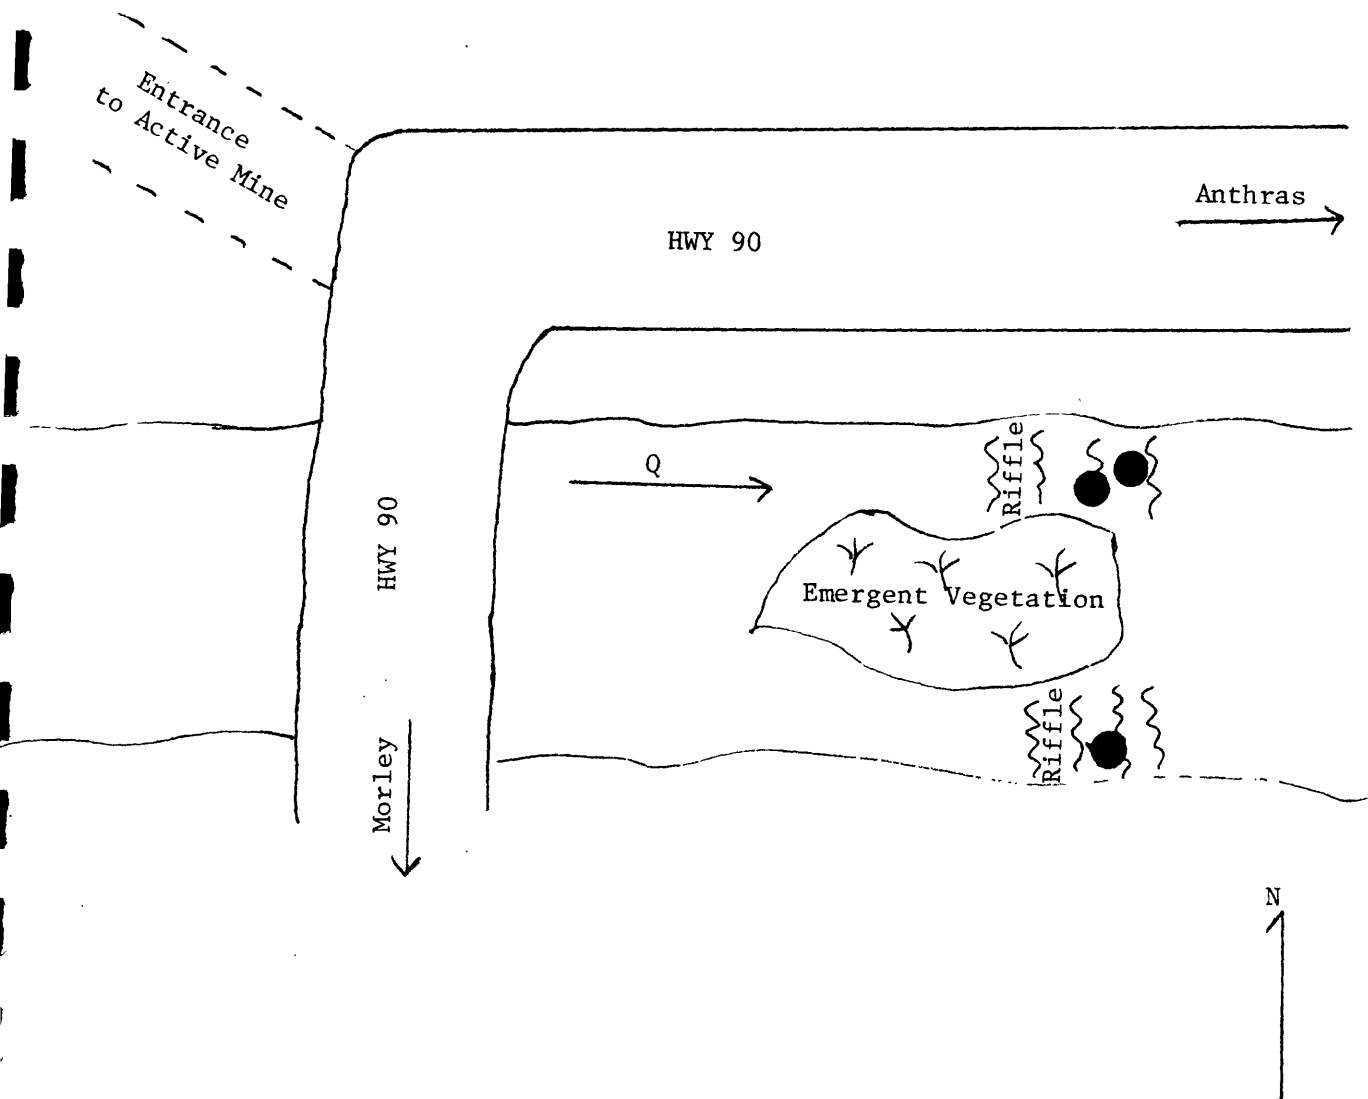 Entrance
to Active Mine
Anthras
HWY 90
Riffle
Q
HWY 90
Emergent Vegetation
Riffle
Morley
N